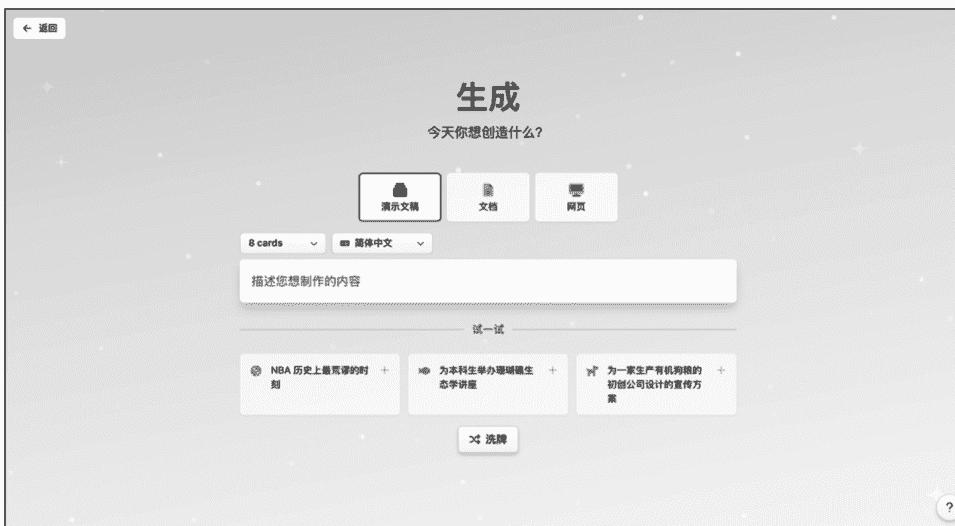 ← 返回
生成
今天你想创造什么?
演示文稿
文档
网页
8 cards
简体中文
描述您想制作的内容
试一试
NBA 历史上最荒谬的时
刻
为本科生举办珊瑚礁生
态学讲座
为一家生产有机狗粮的
初创公司设计的宣传方
案
洗牌
?